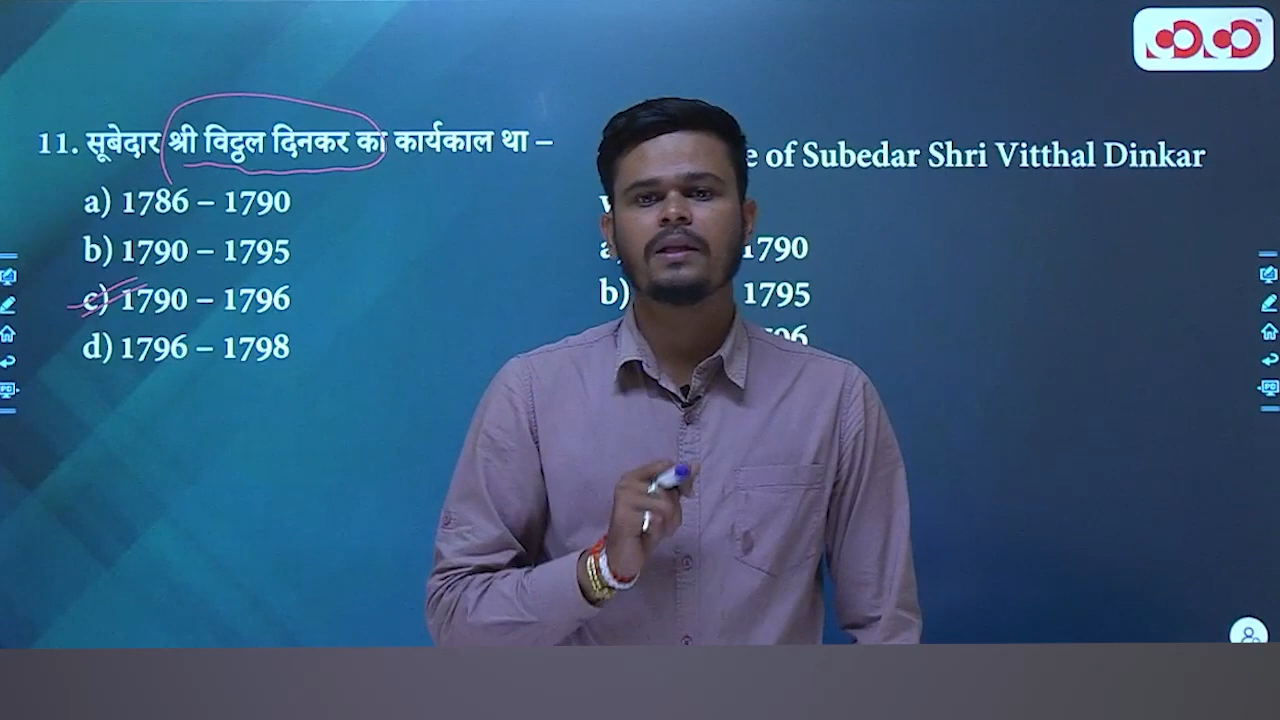 11. सूबेदार श्री विट्ठल दिनकर का कार्यकाल था –
a) 1786 – 1790
b) 1790 – 1795
c) 1790 – 1796
d) 1796 – 1798
of Subedar Shri Vitthal Dinkar
1790
b) 1795